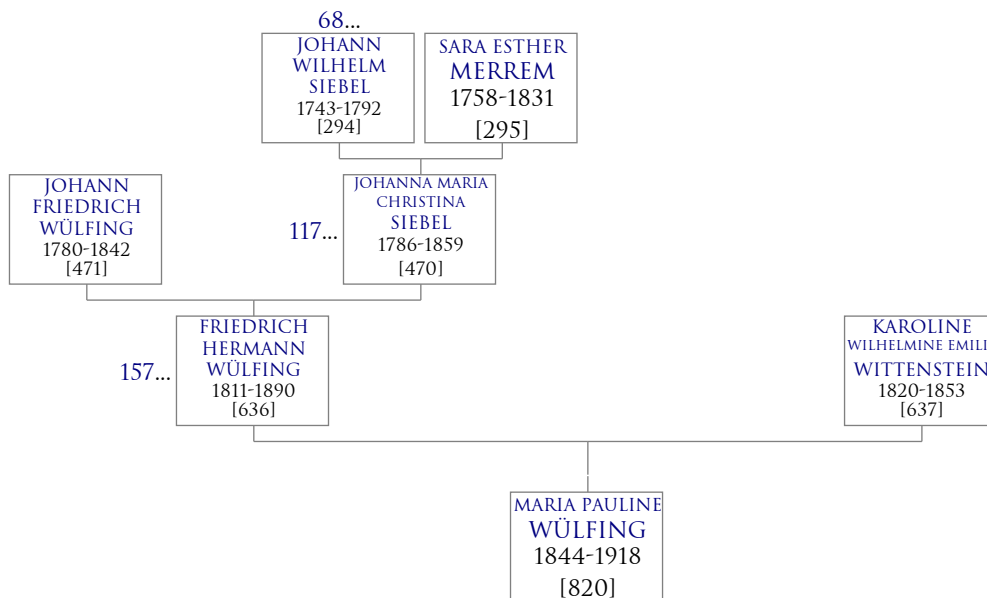 68...
JOHANN
WILHELM
SIEBEL
1743-1792
[294]
SARA ESTHER
MERREM
1758-1831
[295]
JOHANN
FRIEDRICH
WÜLFING
1780-1842
[471]
117...
JOHANNA MARIA
CHRISTINA
SIEBEL
1786-1859
[470]
157...
FRIEDRICH
HERMANN
WÜLFING
1811-1890
[636]
KAROLINE
WILHELMINE EMILI
WITTENSTEIN
1820-1853
[637]
MARIA PAULINE
WÜLFING
1844-1918
[820]